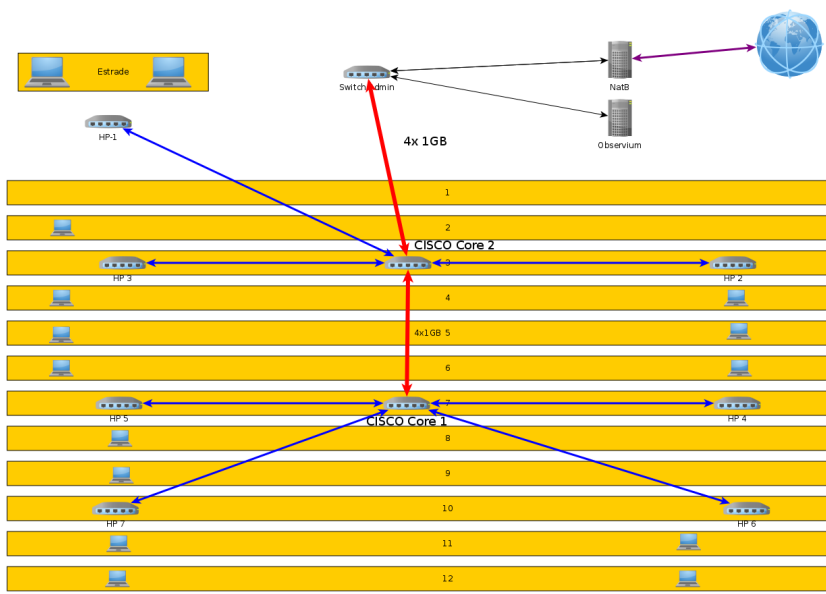 Estrade
Switch Admin
NatB
HP-1
4x 1GB
Observium
1
2
CISCO Core 2
3
HP 3
HP 2
4
4x1GB
5
6
7
HP 5
HP 4
CISCO Core 1
8
9
10
HP 7
HP 6
11
12